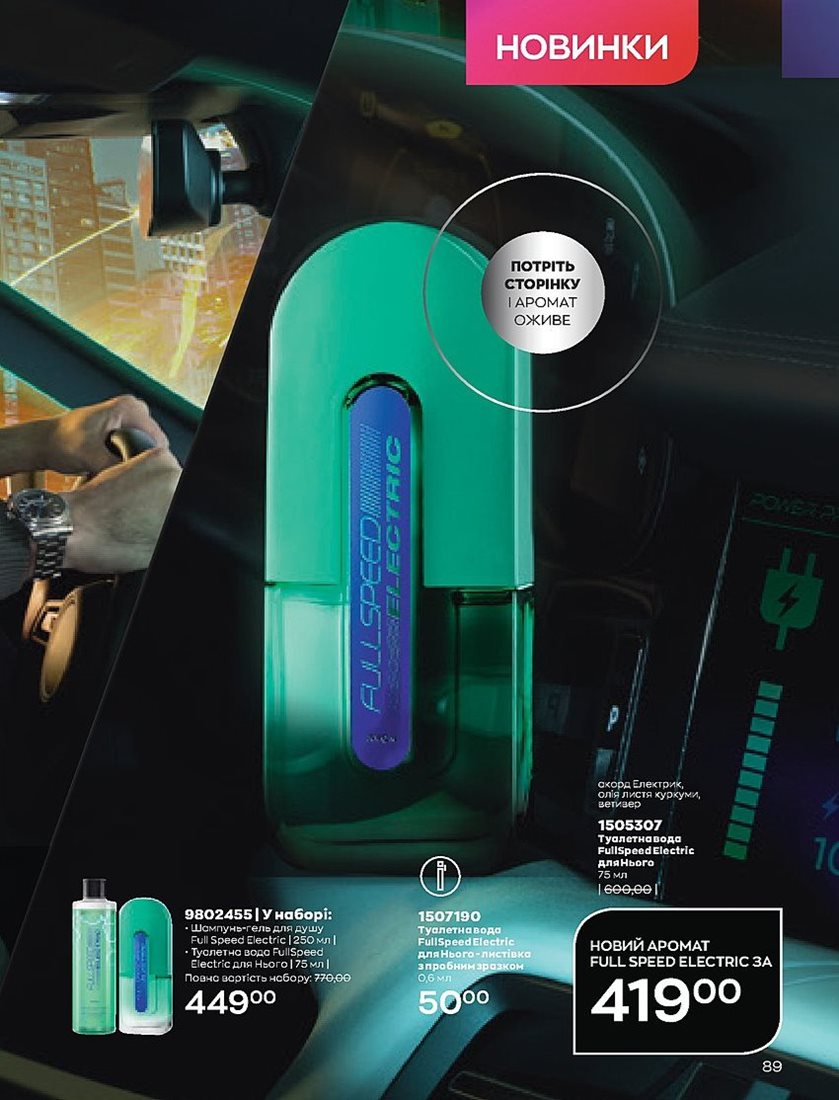 НОВИНКИ
ПОТРІТЬ
СТОРІНКУ
І АРОМАТ
ОЖИВЕ
FULLSPEED
ELECTRIC
акорд Електрик,
олія листя куркуми,
ветивер
1505307
Туалетна вода
Full Speed Electric
для Нього
75 мл
| 600,00 |
9802455 | У наборі:
• Шампунь-гель для душу
Full Speed Electric | 250 мл |
• Туалетна вода FullSpeed
Electric для Нього | 75 мл |
Повна вартість набору: 770,00
449⁰⁰
1507190
Туалетна вода
Full Speed Electric
для Нього - листівка
з пробним зразком
0,6 мл
50⁰⁰
НОВИЙ АРОМАТ
FULL SPEED ELECTRIC ЗА
419⁰⁰
89